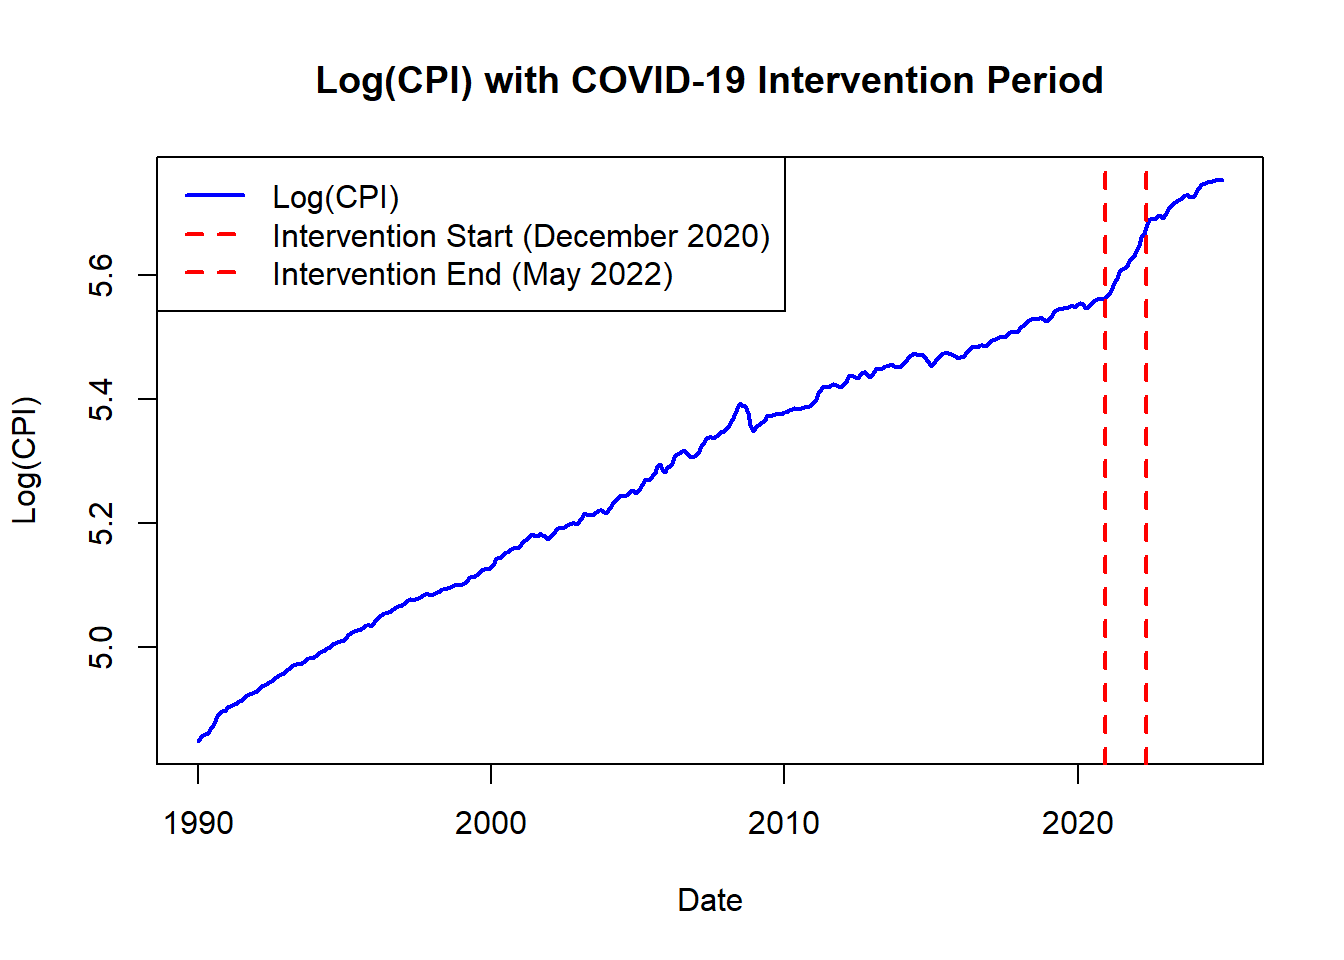 Log(CPI) with COVID-19 Intervention Period
Log(CPI)
Intervention Start (December 2020)
Intervention End (May 2022)
Log(CPI)
5.6
5.4
5.2
5.0
1990 2000 2010 2020
Date